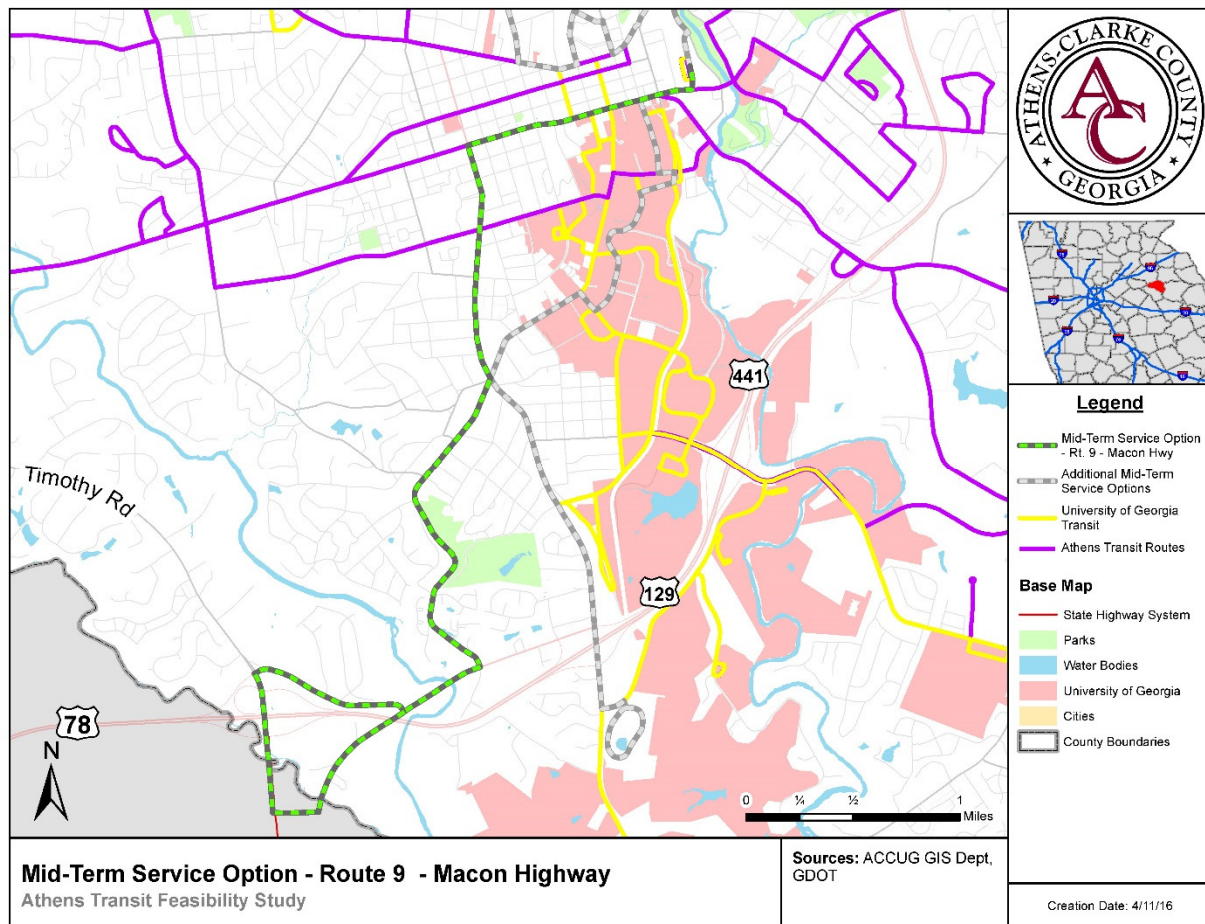 Timothy Rd
441
129
78
N
0 ¼ ½ 1
Miles
ATHENS-CLARKE COUNTY
AC
GEORGIA
Legend
Mid-Term Service Option
- Rt. 9 - Macon Hwy
Additional Mid-Term
Service Options
University of Georgia
Transit
Athens Transit Routes
Base Map
State Highway System
Parks
Water Bodies
University of Georgia
Cities
County Boundaries
Mid-Term Service Option - Route 9 - Macon Highway
Athens Transit Feasibility Study
Sources: ACCUG GIS Dept,
GDOT
Creation Date: 4/11/16